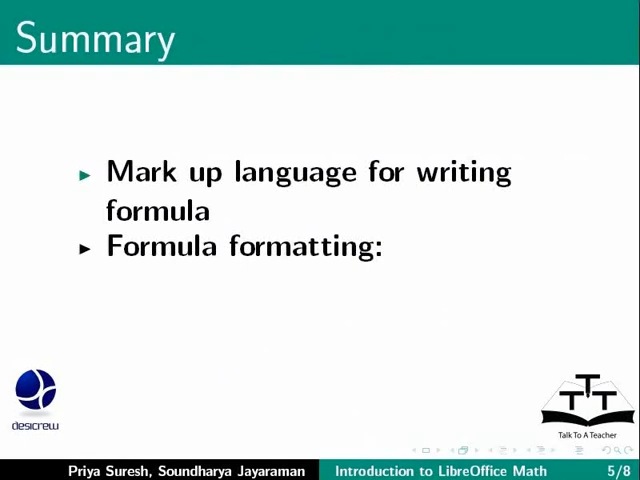 Summary
Mark up language for writing
formula
Formula formatting:
desicrew
TTT
Talk To A Teacher
Priya Suresh, Soundharya Jayaraman Introduction to LibreOffice Math 5/8